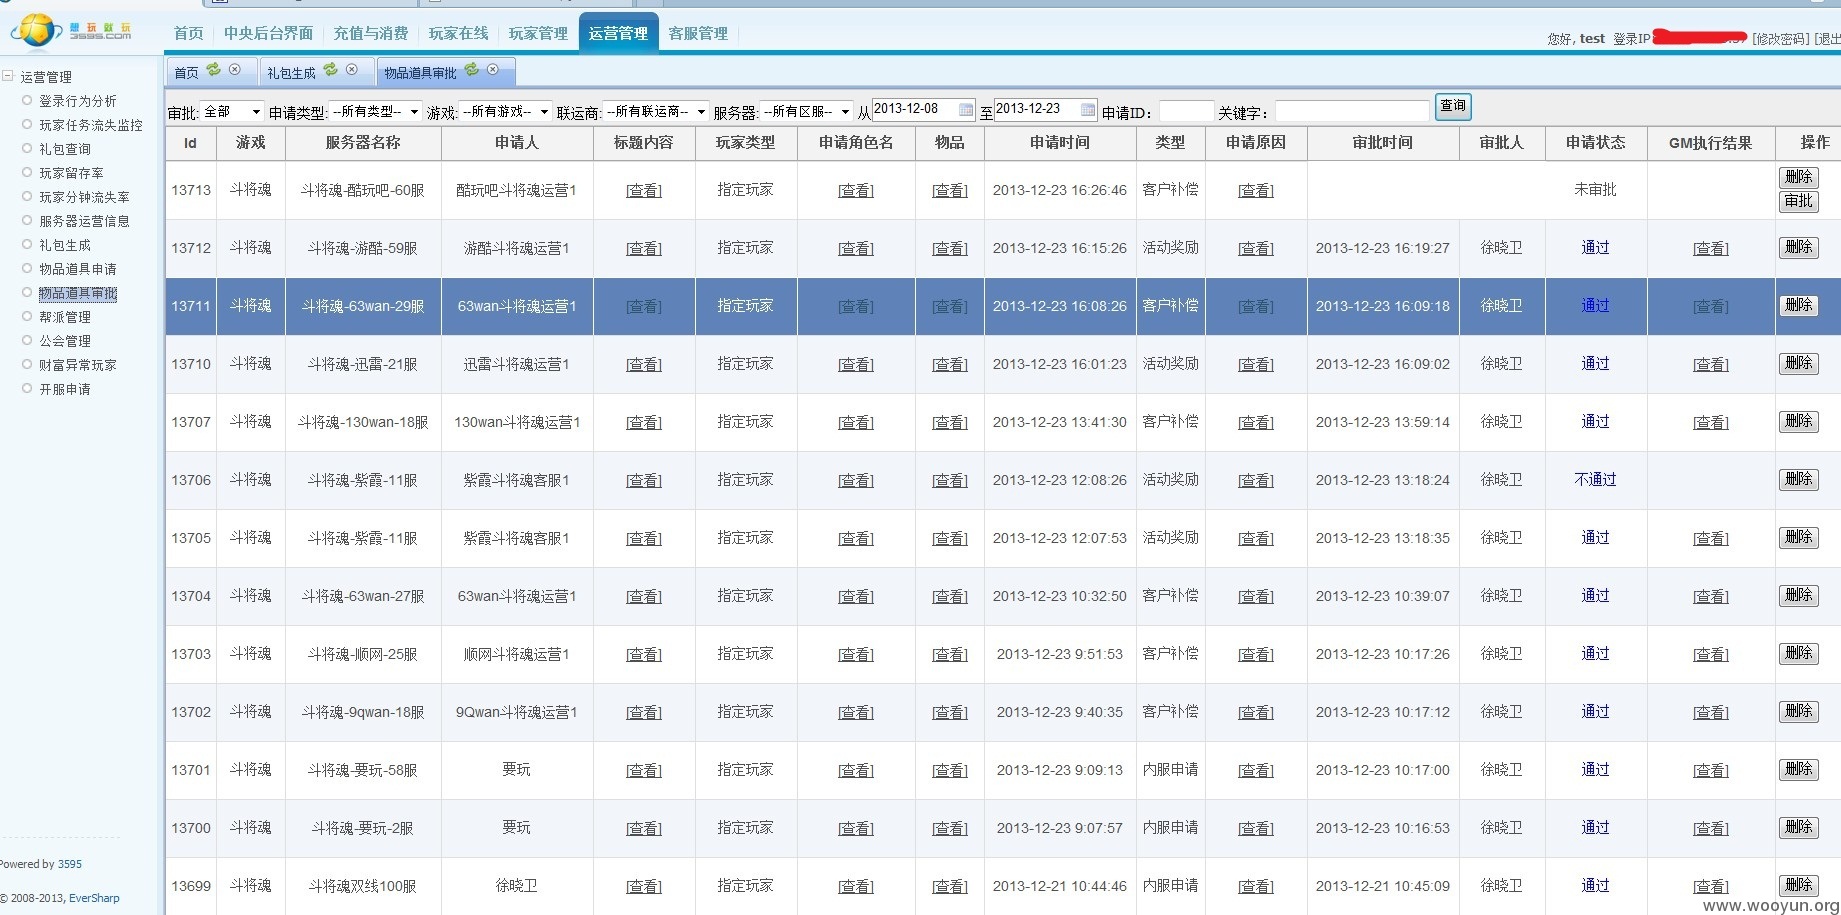 想玩就玩
3595.com
首页 中央后台界面 充值与消费 玩家在线 玩家管理 运营管理 客服管理
您好, test 登录IP [修改密码] [退出
首页 礼包生成 物品道具审批
运营管理
登录行为分析
玩家任务流失监控
礼包查询
玩家留存率
玩家分钟流失率
服务器运营信息
礼包生成
物品道具申请
物品道具审批
帮派管理
公会管理
财富异常玩家
开服申请
Powered by 3595
© 2008-2013, EverSharp
审批: 全部 申请类型: --所有类型-- 游戏: --所有游戏-- 联运商: --所有联运商-- 服务器: --所有区服-- 从 2013-12-08 至 2013-12-23 申请ID: 关键字: 查询
Id 游戏 服务器名称 申请人 标题内容 玩家类型 申请角色名 物品 申请时间 类型 申请原因 审批时间 审批人 申请状态 GM执行结果 操作
13713 斗将魂 斗将魂-酷玩吧-60服 酷玩吧斗将魂运营1 [查看] 指定玩家 [查看] [查看] 2013-12-23 16:26:46 客户补偿 [查看] 未审批 删除 审批
13712 斗将魂 斗将魂-游酷-59服 游酷斗将魂运营1 [查看] 指定玩家 [查看] [查看] 2013-12-23 16:15:26 活动奖励 [查看] 2013-12-23 16:19:27 徐晓卫 通过 [查看] 删除
13711 斗将魂 斗将魂-63wan-29服 63wan斗将魂运营1 [查看] 指定玩家 [查看] [查看] 2013-12-23 16:08:26 客户补偿 [查看] 2013-12-23 16:09:18 徐晓卫 通过 [查看] 删除
13710 斗将魂 斗将魂-迅雷-21服 迅雷斗将魂运营1 [查看] 指定玩家 [查看] [查看] 2013-12-23 16:01:23 活动奖励 [查看] 2013-12-23 16:09:02 徐晓卫 通过 [查看] 删除
13707 斗将魂 斗将魂-130wan-18服 130wan斗将魂运营1 [查看] 指定玩家 [查看] [查看] 2013-12-23 13:41:30 客户补偿 [查看] 2013-12-23 13:59:14 徐晓卫 通过 [查看] 删除
13706 斗将魂 斗将魂-紫霞-11服 紫霞斗将魂客服1 [查看] 指定玩家 [查看] [查看] 2013-12-23 12:08:26 活动奖励 [查看] 2013-12-23 13:18:24 徐晓卫 不通过 删除
13705 斗将魂 斗将魂-紫霞-11服 紫霞斗将魂客服1 [查看] 指定玩家 [查看] [查看] 2013-12-23 12:07:53 活动奖励 [查看] 2013-12-23 13:18:35 徐晓卫 通过 [查看] 删除
13704 斗将魂 斗将魂-63wan-27服 63wan斗将魂运营1 [查看] 指定玩家 [查看] [查看] 2013-12-23 10:32:50 客户补偿 [查看] 2013-12-23 10:39:07 徐晓卫 通过 [查看] 删除
13703 斗将魂 斗将魂-顺网-25服 顺网斗将魂运营1 [查看] 指定玩家 [查看] [查看] 2013-12-23 9:51:53 客户补偿 [查看] 2013-12-23 10:17:26 徐晓卫 通过 [查看] 删除
13702 斗将魂 斗将魂-9qwan-18服 9Qwan斗将魂运营1 [查看] 指定玩家 [查看] [查看] 2013-12-23 9:40:35 客户补偿 [查看] 2013-12-23 10:17:12 徐晓卫 通过 [查看] 删除
13701 斗将魂 斗将魂-要玩-58服 要玩 [查看] 指定玩家 [查看] [查看] 2013-12-23 9:09:13 内服申请 [查看] 2013-12-23 10:17:00 徐晓卫 通过 [查看] 删除
13700 斗将魂 斗将魂-要玩-2服 要玩 [查看] 指定玩家 [查看] [查看] 2013-12-23 9:07:57 内服申请 [查看] 2013-12-23 10:16:53 徐晓卫 通过 [查看] 删除
13699 斗将魂 斗将魂双线100服 徐晓卫 [查看] 指定玩家 [查看] [查看] 2013-12-21 10:44:46 内服申请 [查看] 2013-12-21 10:45:09 徐晓卫 通过 [查看] 删除
www.wooyun.org